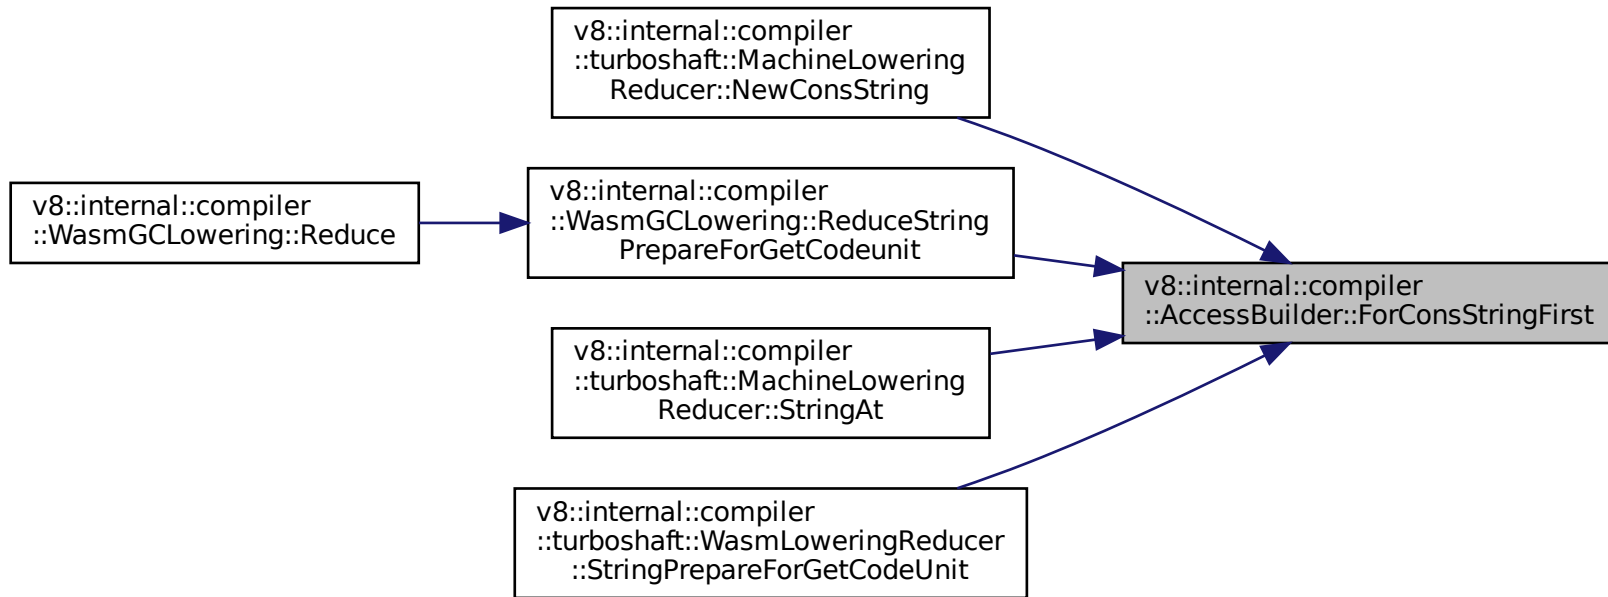 v8::internal::compiler
::turboshaft::MachineLowering
Reducer::NewConsString
v8::internal::compiler
::WasmGCLowering::Reduce
v8::internal::compiler
::WasmGCLowering::ReduceString
PrepareForGetCodeunit
v8::internal::compiler
::AccessBuilder::ForConsStringFirst
v8::internal::compiler
::turboshaft::MachineLowering
Reducer::StringAt
v8::internal::compiler
::turboshaft::WasmLoweringReducer
::StringPrepareForGetCodeUnit